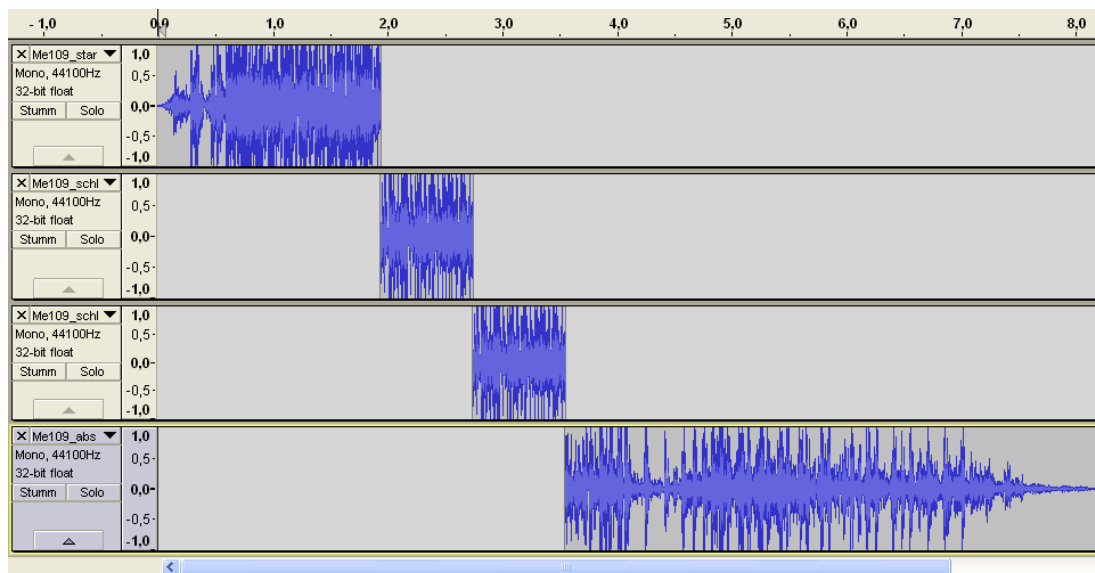 - 1,0 0,0 1,0 2,0 3,0 4,0 5,0 6,0 7,0 8,0
X Me109_star 1,0
Mono, 44100Hz 0,5-
32-bit float
Stumm Solo 0,0-
-0,5-
-1,0
X Me109_schl 1,0
Mono, 44100Hz 0,5-
32-bit float
Stumm Solo 0,0-
-0,5-
-1,0
X Me109_schl 1,0
Mono, 44100Hz 0,5-
32-bit float
Stumm Solo 0,0-
-0,5-
-1,0
X Me109_abs 1,0
Mono, 44100Hz 0,5-
32-bit float
Stumm Solo 0,0-
-0,5-
-1,0